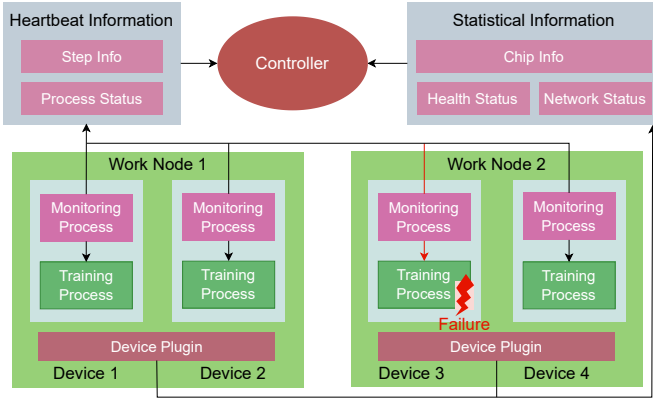 Heartbeat Information
Step Info
Process Status
Controller
Statistical Information
Chip Info
Health Status
Network Status
Work Node 1
Monitoring
Process
Training
Process
Monitoring
Process
Training
Process
Device Plugin
Device 1
Device 2
Work Node 2
Monitoring
Process
Training
Process
Failure
Monitoring
Process
Training
Process
Device Plugin
Device 3
Device 4